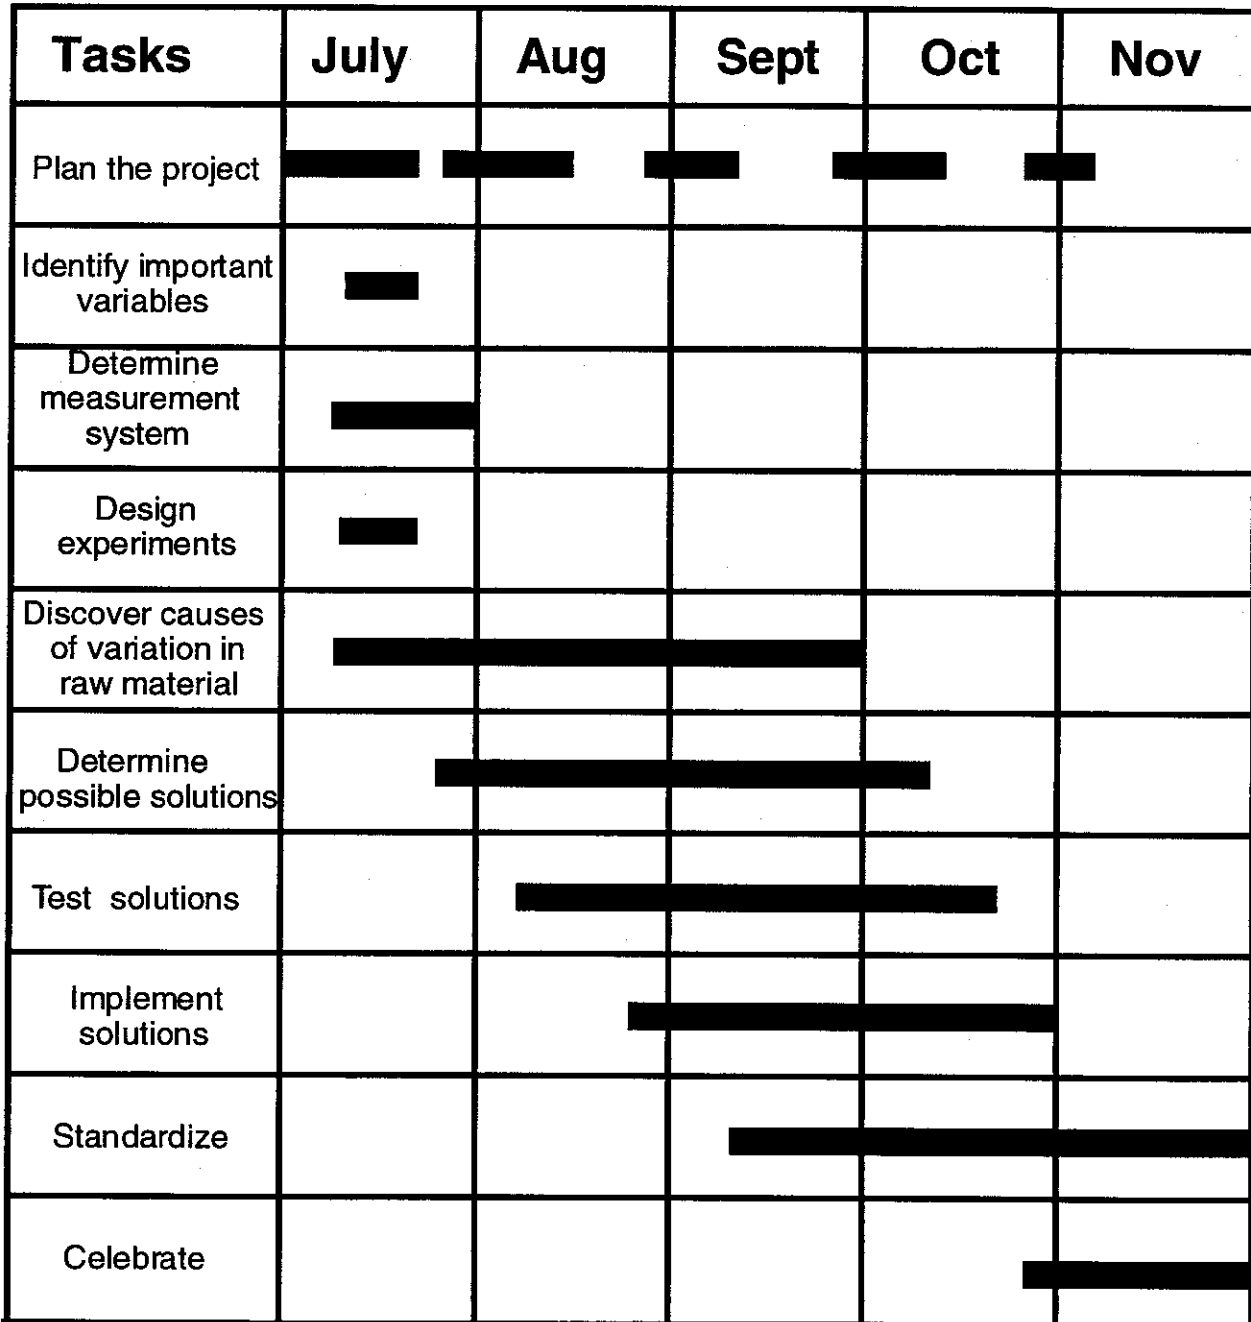 Tasks July Aug Sept Oct Nov
Plan the project
Identify important
variables
Determine
measurement
system
Design
experiments
Discover causes
of variation in
raw material
Determine
possible solutions
Test solutions
Implement
solutions
Standardize
Celebrate